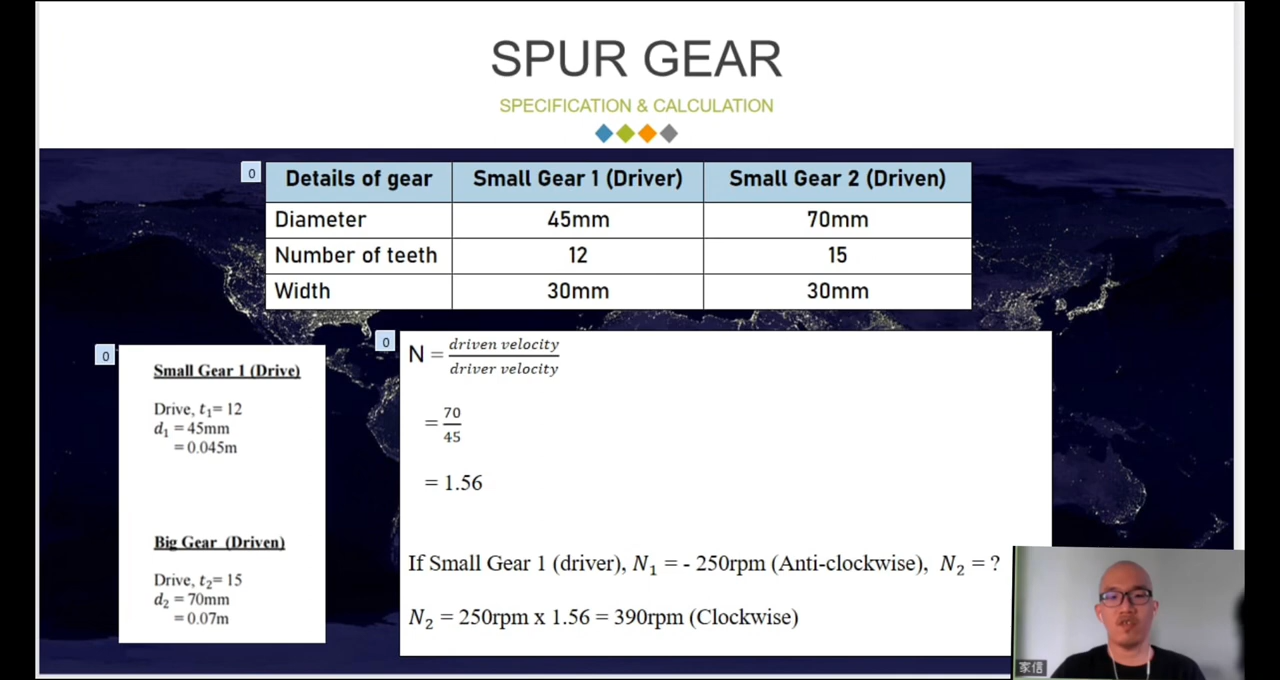 SPUR GEAR
SPECIFICATION & CALCULATION
0
Details of gear Small Gear 1 (Driver) Small Gear 2 (Driven)
Diameter 45mm 70mm
Number of teeth 12 15
Width 30mm 30mm
0
Small Gear 1 (Drive)
Drive, t₁= 12
d₁ = 45mm
= 0.045m
Big Gear (Driven)
Drive, t₂= 15
d₂ = 70mm
= 0.07m
0
N = driven velocity / driver velocity
= 70 / 45
= 1.56
If Small Gear 1 (driver), N₁ = - 250rpm (Anti-clockwise), N₂ = ?
N₂ = 250rpm x 1.56 = 390rpm (Clockwise)
家信